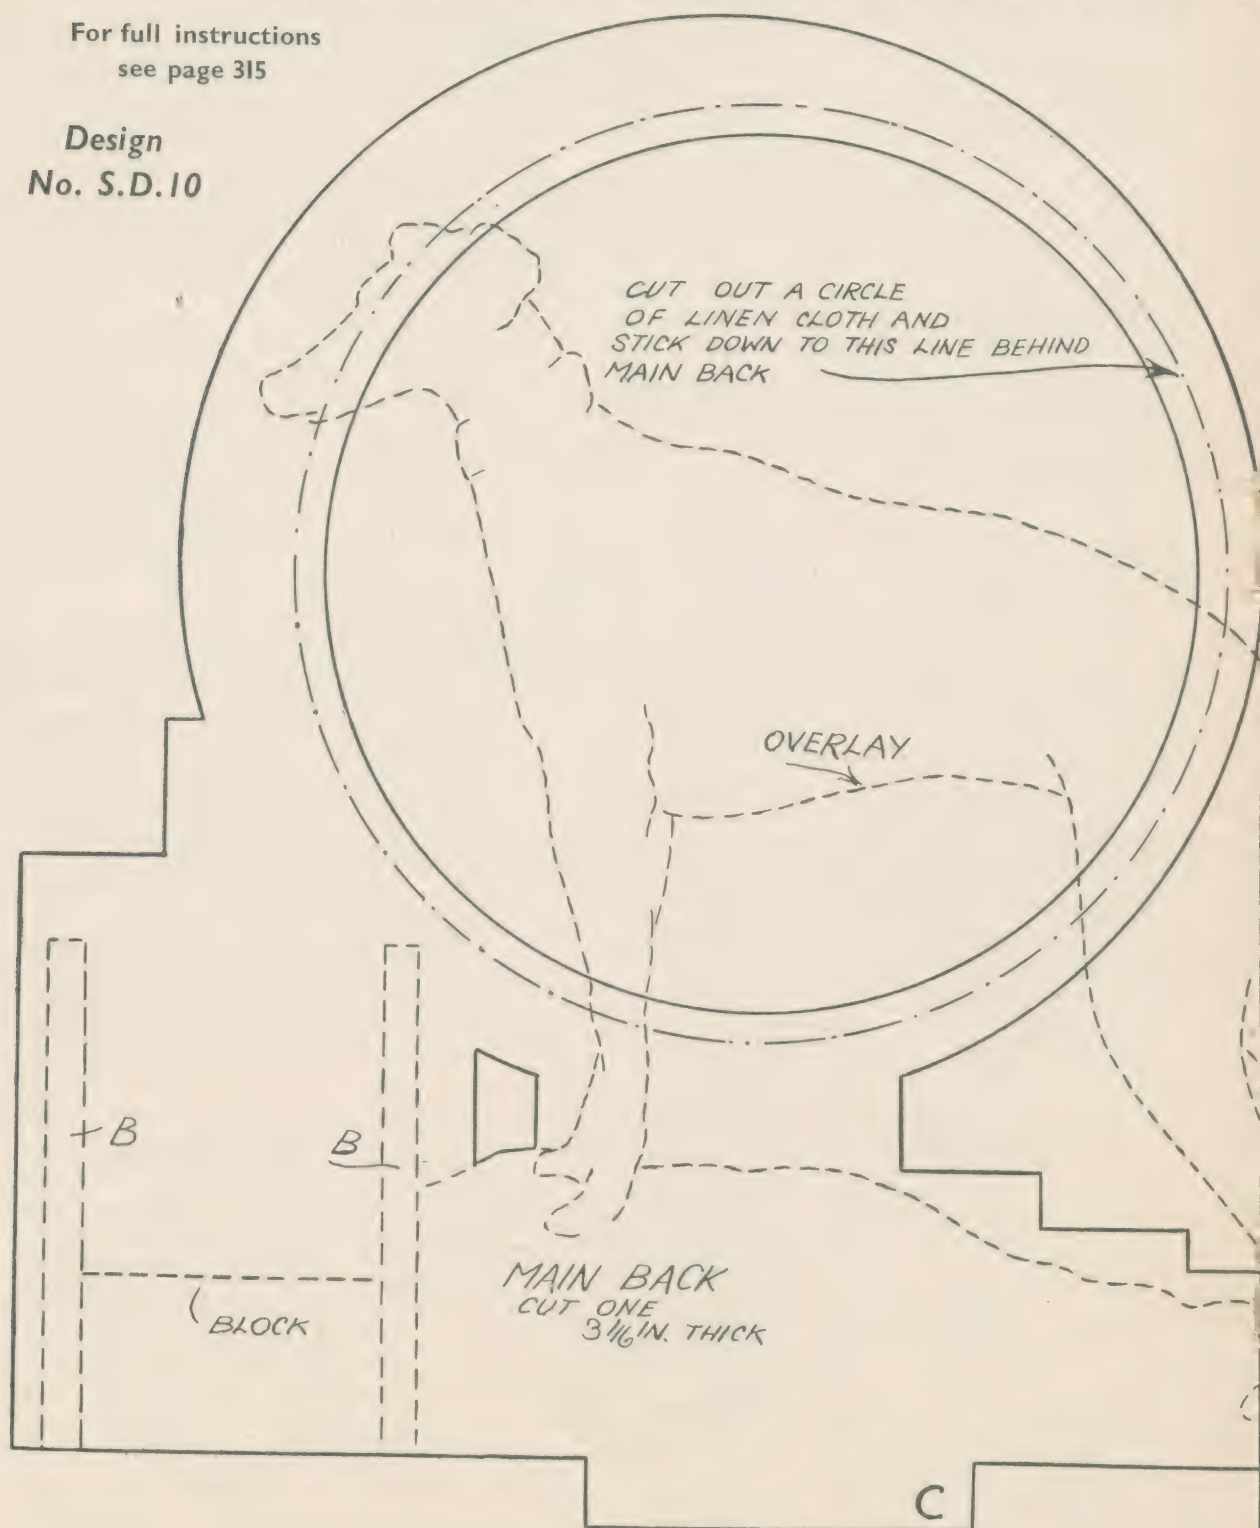 For full instructions
see page 315
Design
No. S.D.10
CUT OUT A CIRCLE
OF LINEN CLOTH AND
STICK DOWN TO THIS LINE BEHIND
MAIN BACK
OVERLAY
B
B
BLOCK
MAIN BACK
CUT ONE
3/16 IN. THICK
C